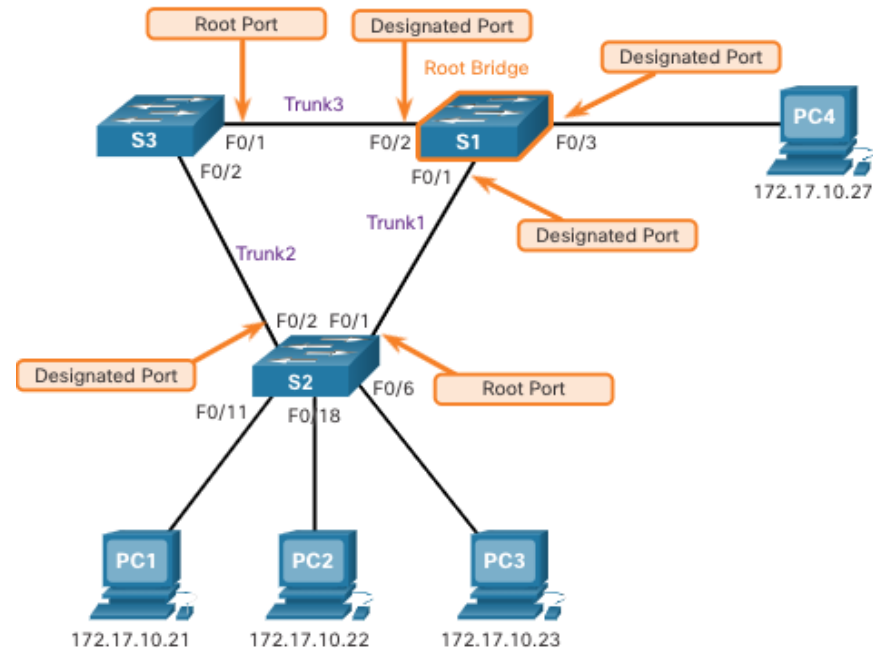 Root Port
Designated Port
Root Bridge
Designated Port
Trunk3
S3
F0/1
F0/2
S1
F0/3
PC4
F0/2
F0/1
172.17.10.27
Trunk1
Designated Port
Trunk2
F0/2
F0/1
Designated Port
S2
F0/6
Root Port
F0/11
F0/18
PC1
PC2
PC3
172.17.10.21
172.17.10.22
172.17.10.23